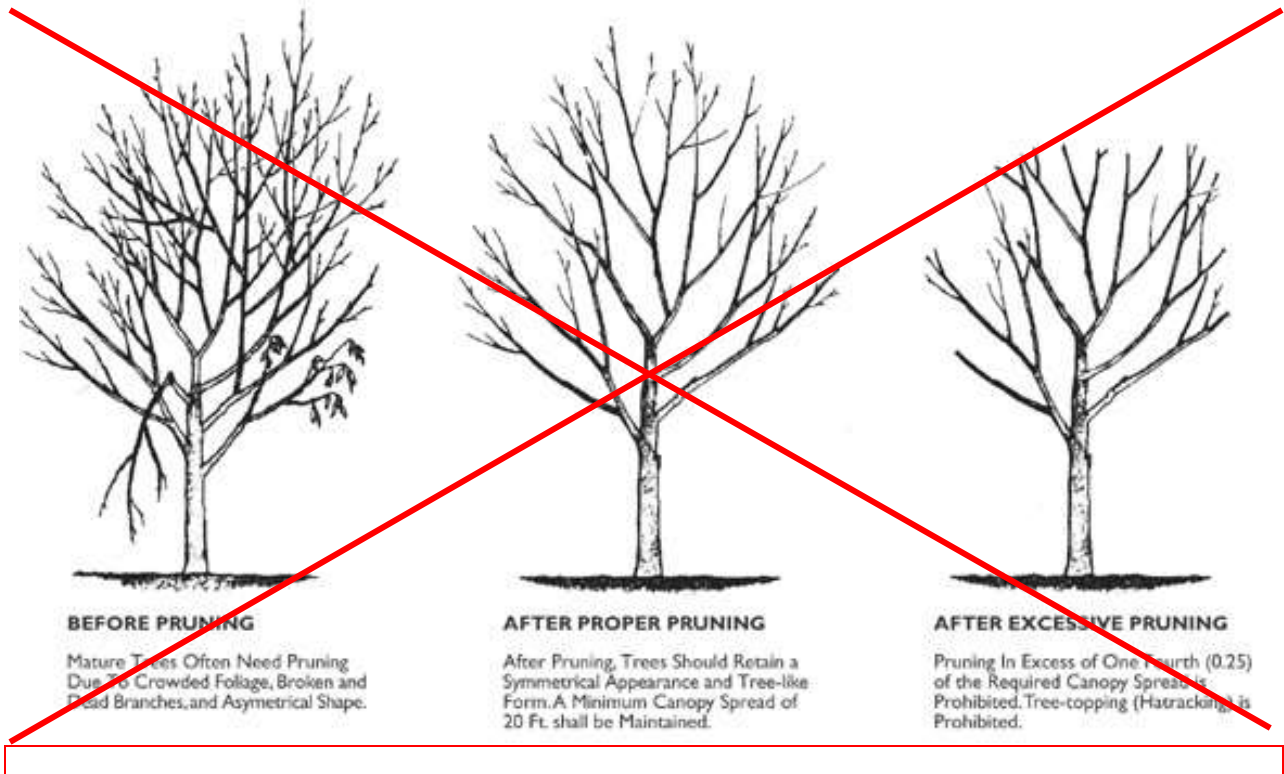 BEFORE PRUNING
Mature Trees Often Need Pruning
Due To Crowded Foliage, Broken and
Dead Branches, and Asymetrical Shape.
AFTER PROPER PRUNING
After Pruning, Trees Should Retain a
Symmetrical Appearance and Tree-like
Form. A Minimum Canopy Spread of
20 Ft. shall be Maintained.
AFTER EXCESSIVE PRUNING
Pruning In Excess of One Fourth (0.25)
of the Required Canopy Spread is
Prohibited. Tree-topping (Hatracking) is
Prohibited.